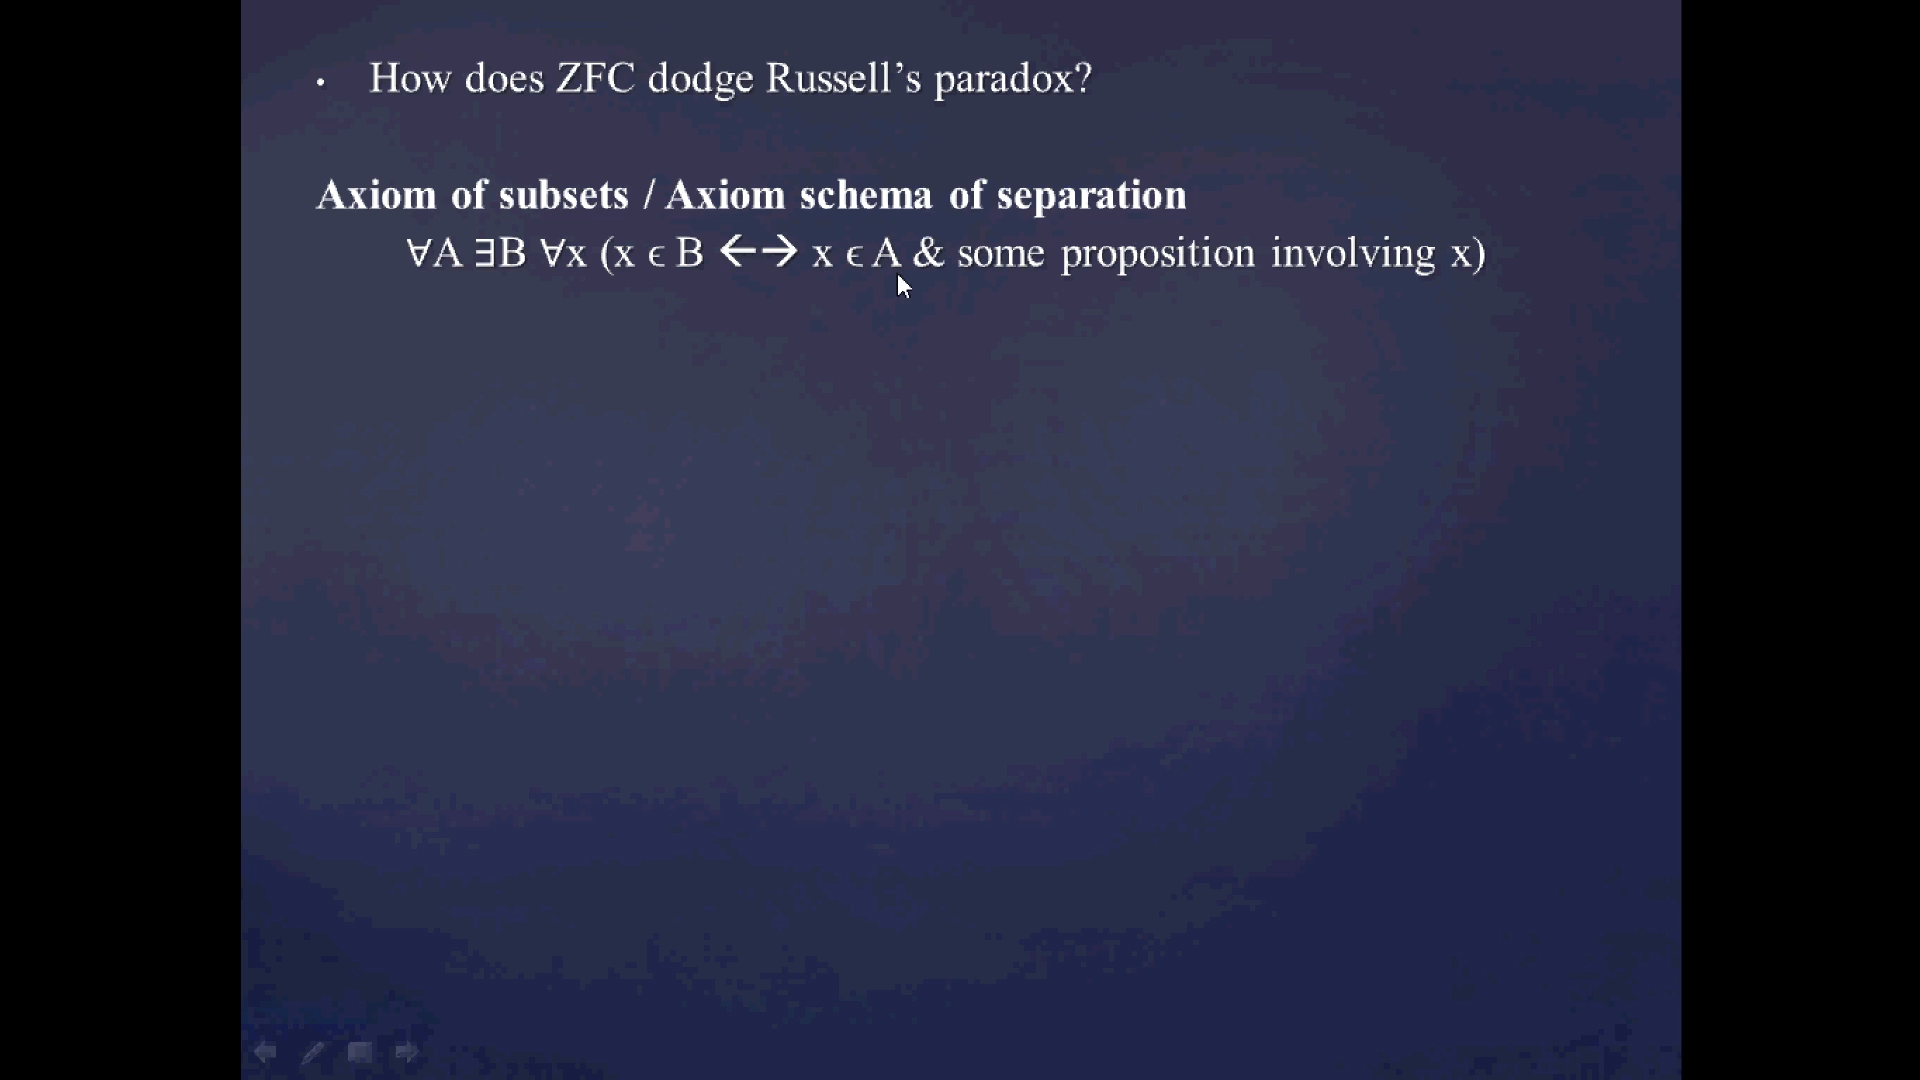 • How does ZFC dodge Russell’s paradox?
Axiom of subsets / Axiom schema of separation
∀A ∃B ∀x (x ϵ B ←→ x ϵ A & some proposition involving x)